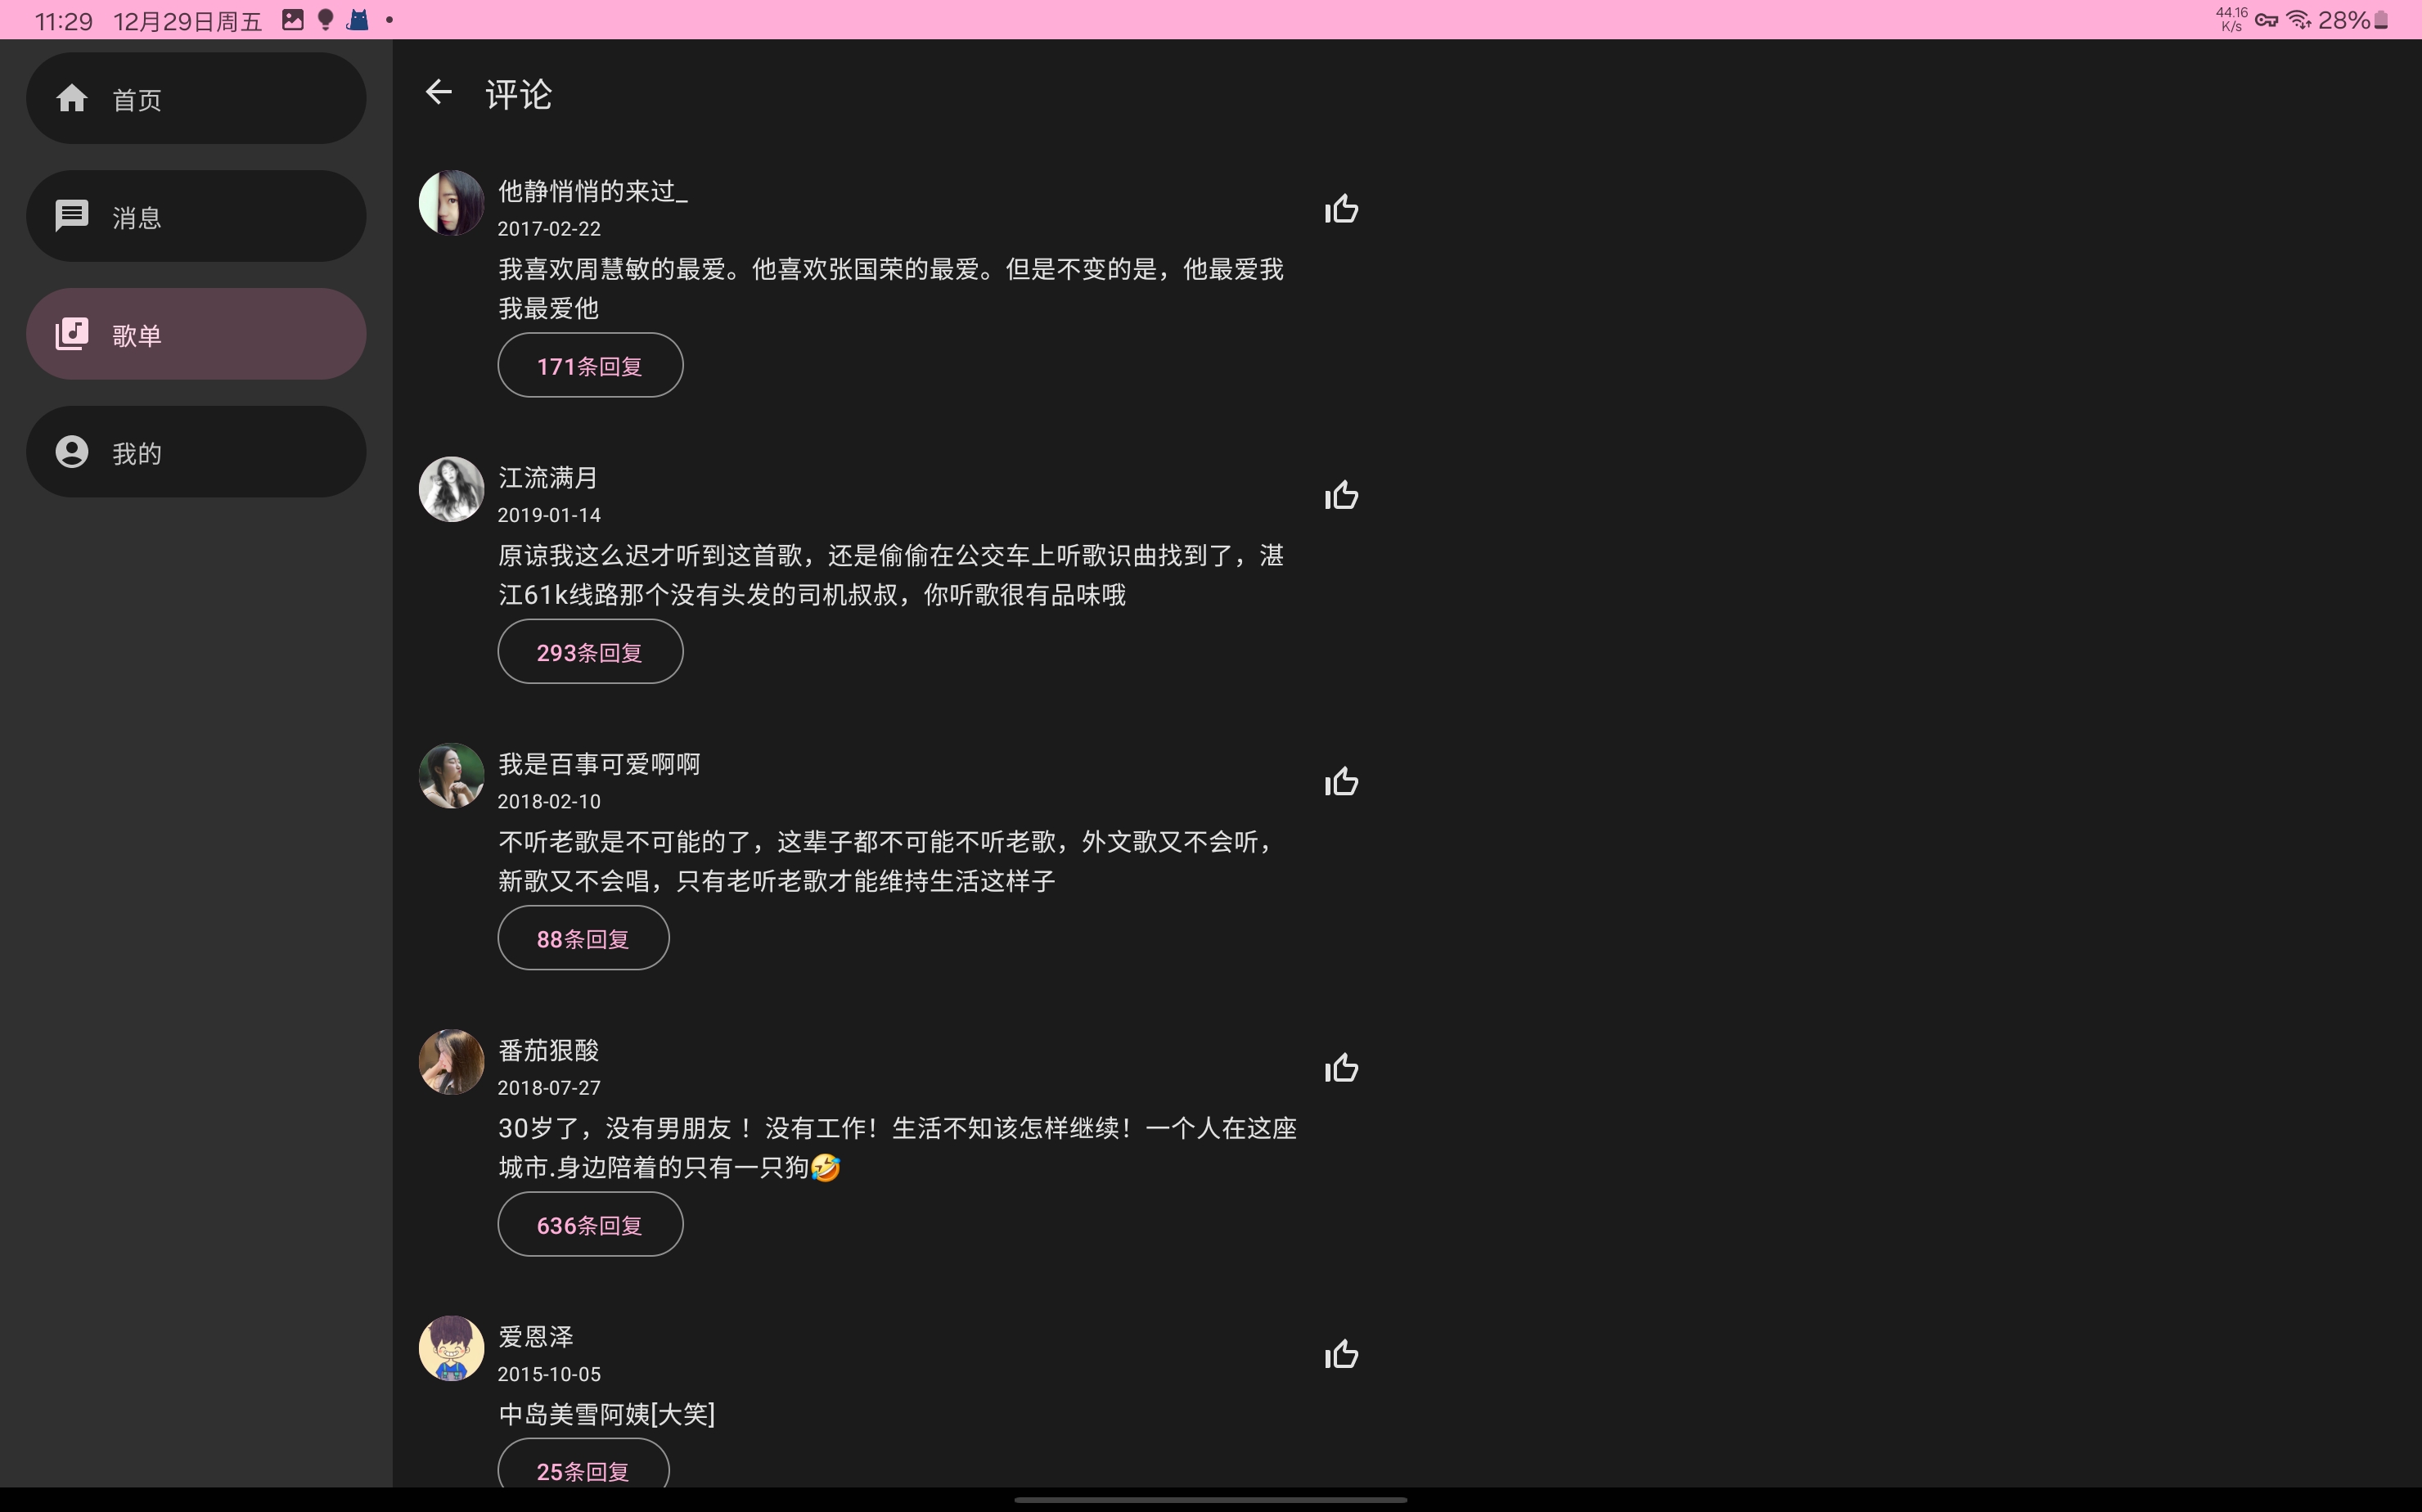 11:29 12月29日周五
44.16 K/s 28%
首页
消息
歌单
我的
评论
他静悄悄的来过_
2017-02-22
我喜欢周慧敏的最爱。他喜欢张国荣的最爱。但是不变的是，他最爱我
我最爱他
171条回复
江流满月
2019-01-14
原谅我这么迟才听到这首歌，还是偷偷在公交车上听歌识曲找到了，湛
江61k线路那个没有头发的司机叔叔，你听歌很有品味哦
293条回复
我是百事可爱啊啊
2018-02-10
不听老歌是不可能的了，这辈子都不可能不听老歌，外文歌又不会听，
新歌又不会唱，只有老听老歌才能维持生活这样子
88条回复
番茄狠酸
2018-07-27
30岁了，没有男朋友 ！没有工作！生活不知该怎样继续！一个人在这座
城市.身边陪着的只有一只狗🤣
636条回复
爱恩泽
2015-10-05
中岛美雪阿姨[大笑]
25条回复